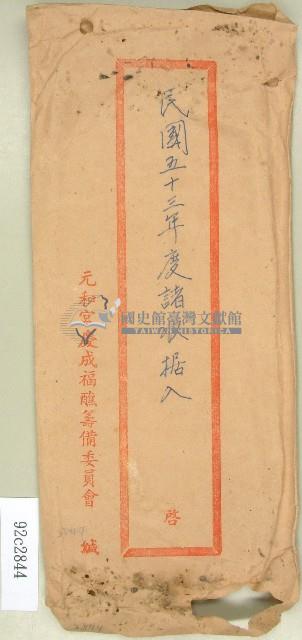 民國五十三年度諸
据入
啓
元和宮慶成福醮籌備委員會
緘
國史館臺灣文獻館
TAIWAN HISTORICA
92c2844